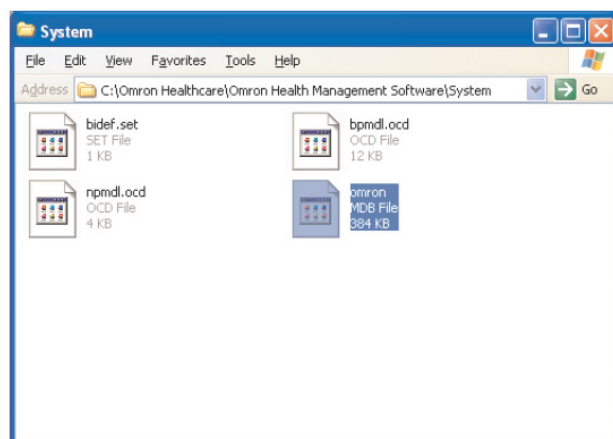 System
File Edit View Favorites Tools Help
Address C:\Omron Healthcare\Omron Health Management Software\System Go
bidef.set
SET File
1 KB
bpmdl.ocd
OCD File
12 KB
npmdl.ocd
OCD File
4 KB
omron
MDB File
384 KB